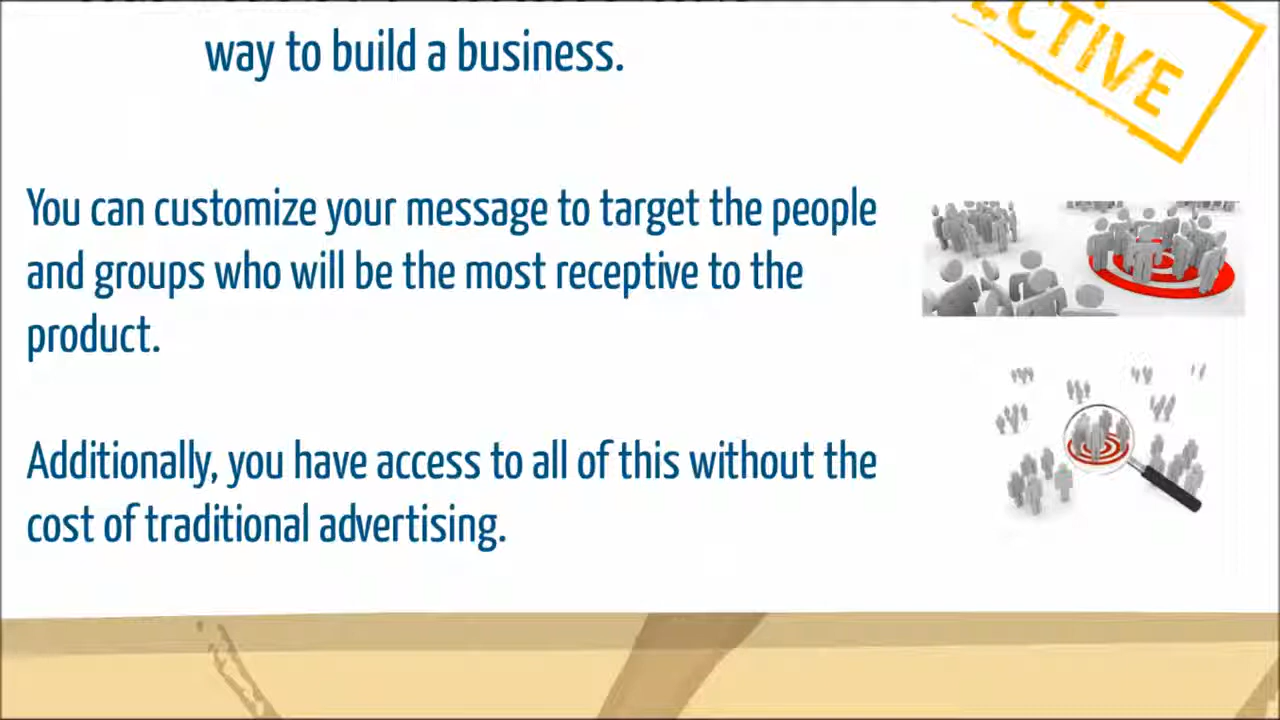 way to build a business.
ECTIVE
You can customize your message to target the people
and groups who will be the most receptive to the
product.
Additionally, you have access to all of this without the
cost of traditional advertising.